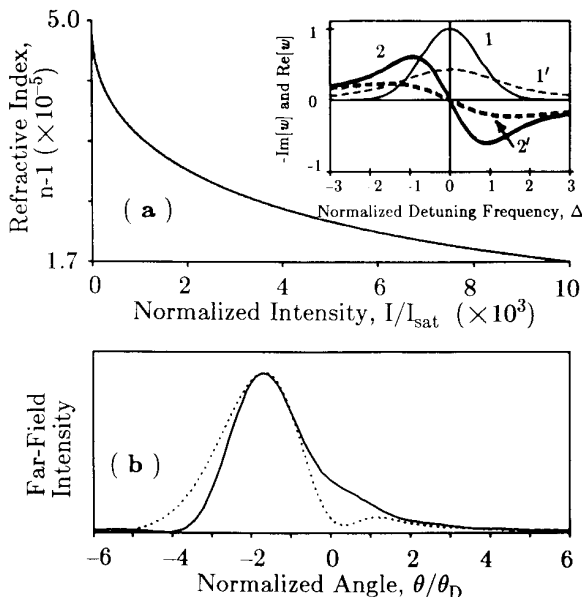 5.0
Refractive Index,
n-1 (×10⁻⁵)
1.7
( a )
0 2 4 6 8 10
Normalized Intensity, I/I_sat (×10³)
-Im[w] and Re[w]
1
0
-1
2
1
1′
2′
−3 −2 −1 0 1 2 3
Normalized Detuning Frequency, Δ
Far-Field
Intensity
( b )
−6 −4 −2 0 2 4 6
Normalized Angle, θ/θ_D